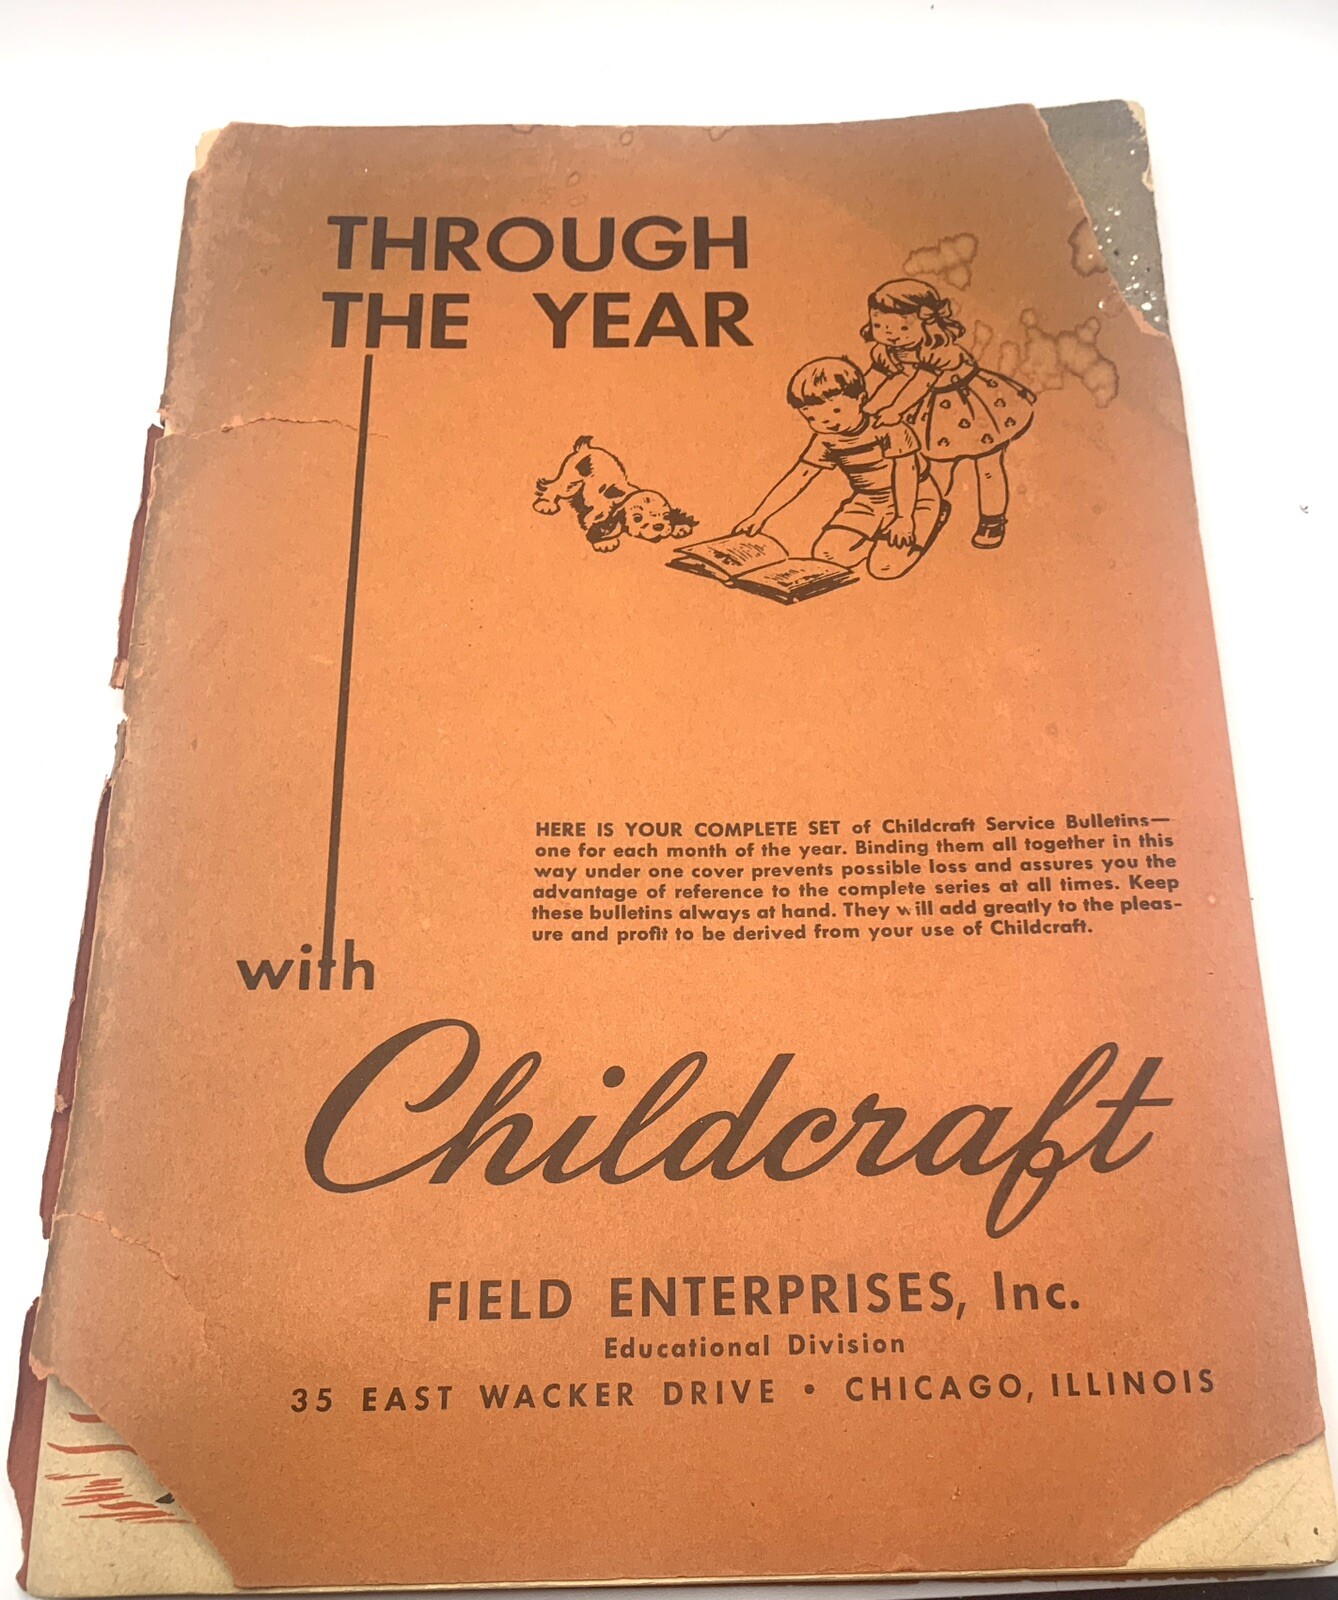 THROUGH
THE YEAR
HERE IS YOUR COMPLETE SET of Childcraft Service Bulletins—
one for each month of the year. Binding them all together in this
way under one cover prevents possible loss and assures you the
advantage of reference to the complete series at all times. Keep
these bulletins always at hand. They will add greatly to the pleas-
ure and profit to be derived from your use of Childcraft.
with
Childcraft
FIELD ENTERPRISES, Inc.
Educational Division
35 EAST WACKER DRIVE • CHICAGO, ILLINOIS